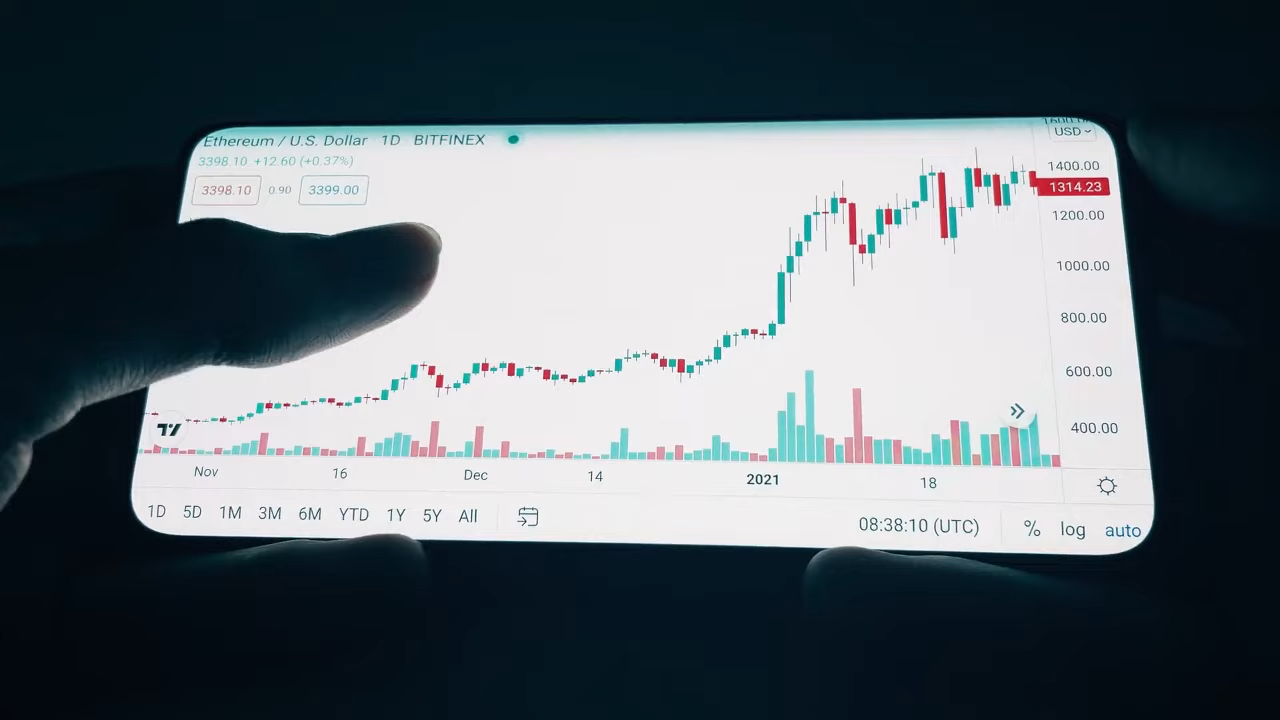 Ethereum / U.S. Dollar 1D BITFINEX
3398.10 +12.60 (+0.37%)
3398.10 0.90 3399.00
USD
1400.00
1314.23
1200.00
1000.00
800.00
600.00
400.00
Nov 16 Dec 14 2021 18
1D 5D 1M 3M 6M YTD 1Y 5Y All
08:38:10 (UTC) % log auto